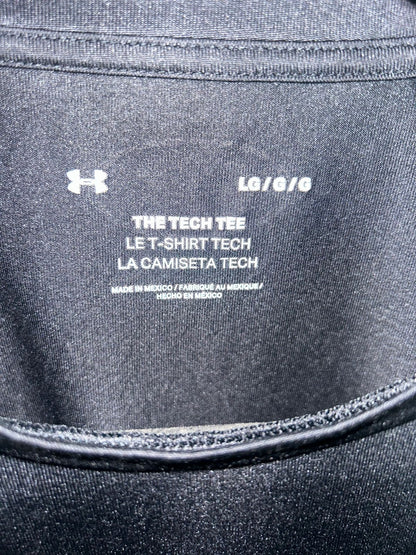 LG/G/G
THE TECH TEE
LE T-SHIRT TECH
LA CAMISETA TECH
MADE IN MEXICO / FABRIQUÉ AU MEXIQUE /
HECHO EN MÉXICO